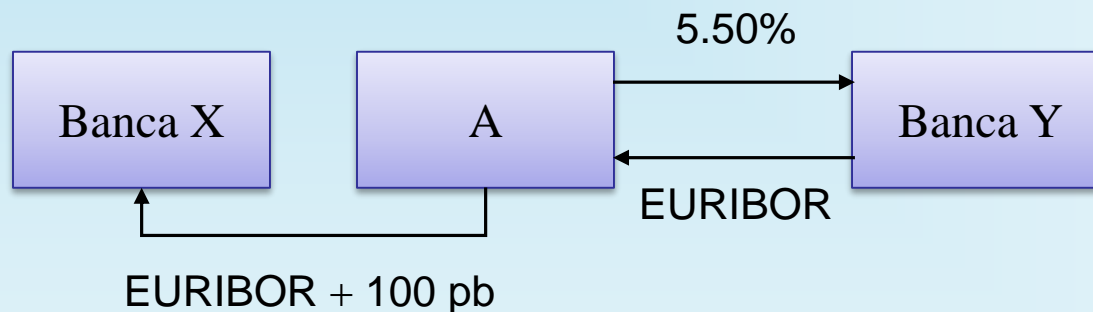 5.50%
Banca X
A
Banca Y
EURIBOR
EURIBOR + 100 pb